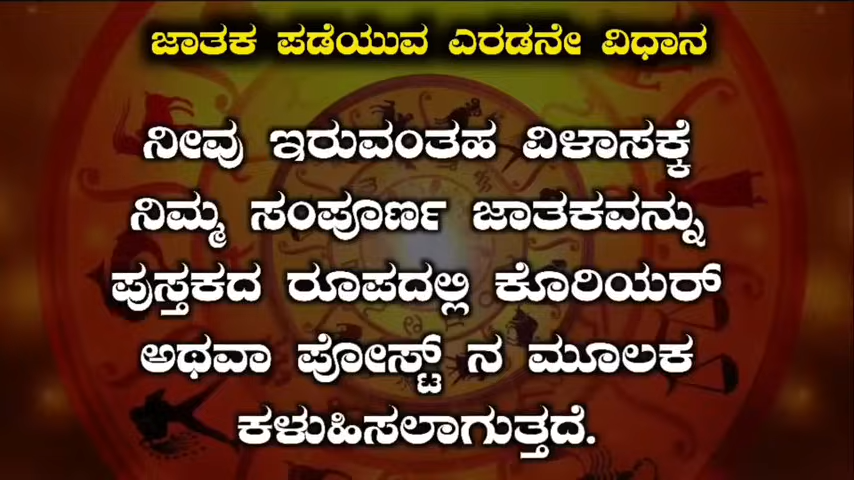 ಜಾತಕ ಪಡೆಯುವ ಎರಡನೇ ವಿಧಾನ
ನೀವು ಇರುವಂತಹ ವಿಳಾಸಕ್ಕೆ
ನಿಮ್ಮ ಸಂಪೂರ್ಣ ಜಾತಕವನ್ನು
ಪುಸ್ತಕದ ರೂಪದಲ್ಲಿ ಕೊರಿಯರ್
ಅಥವಾ ಪೋಸ್ಟ್ ನ ಮೂಲಕ
ಕಳುಹಿಸಲಾಗುತ್ತದೆ.